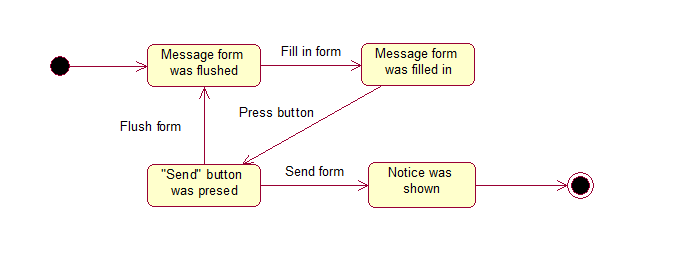 Message form
was flushed
Fill in form
Message form
was filled in
Press button
Flush form
"Send" button
was presed
Send form
Notice was
shown